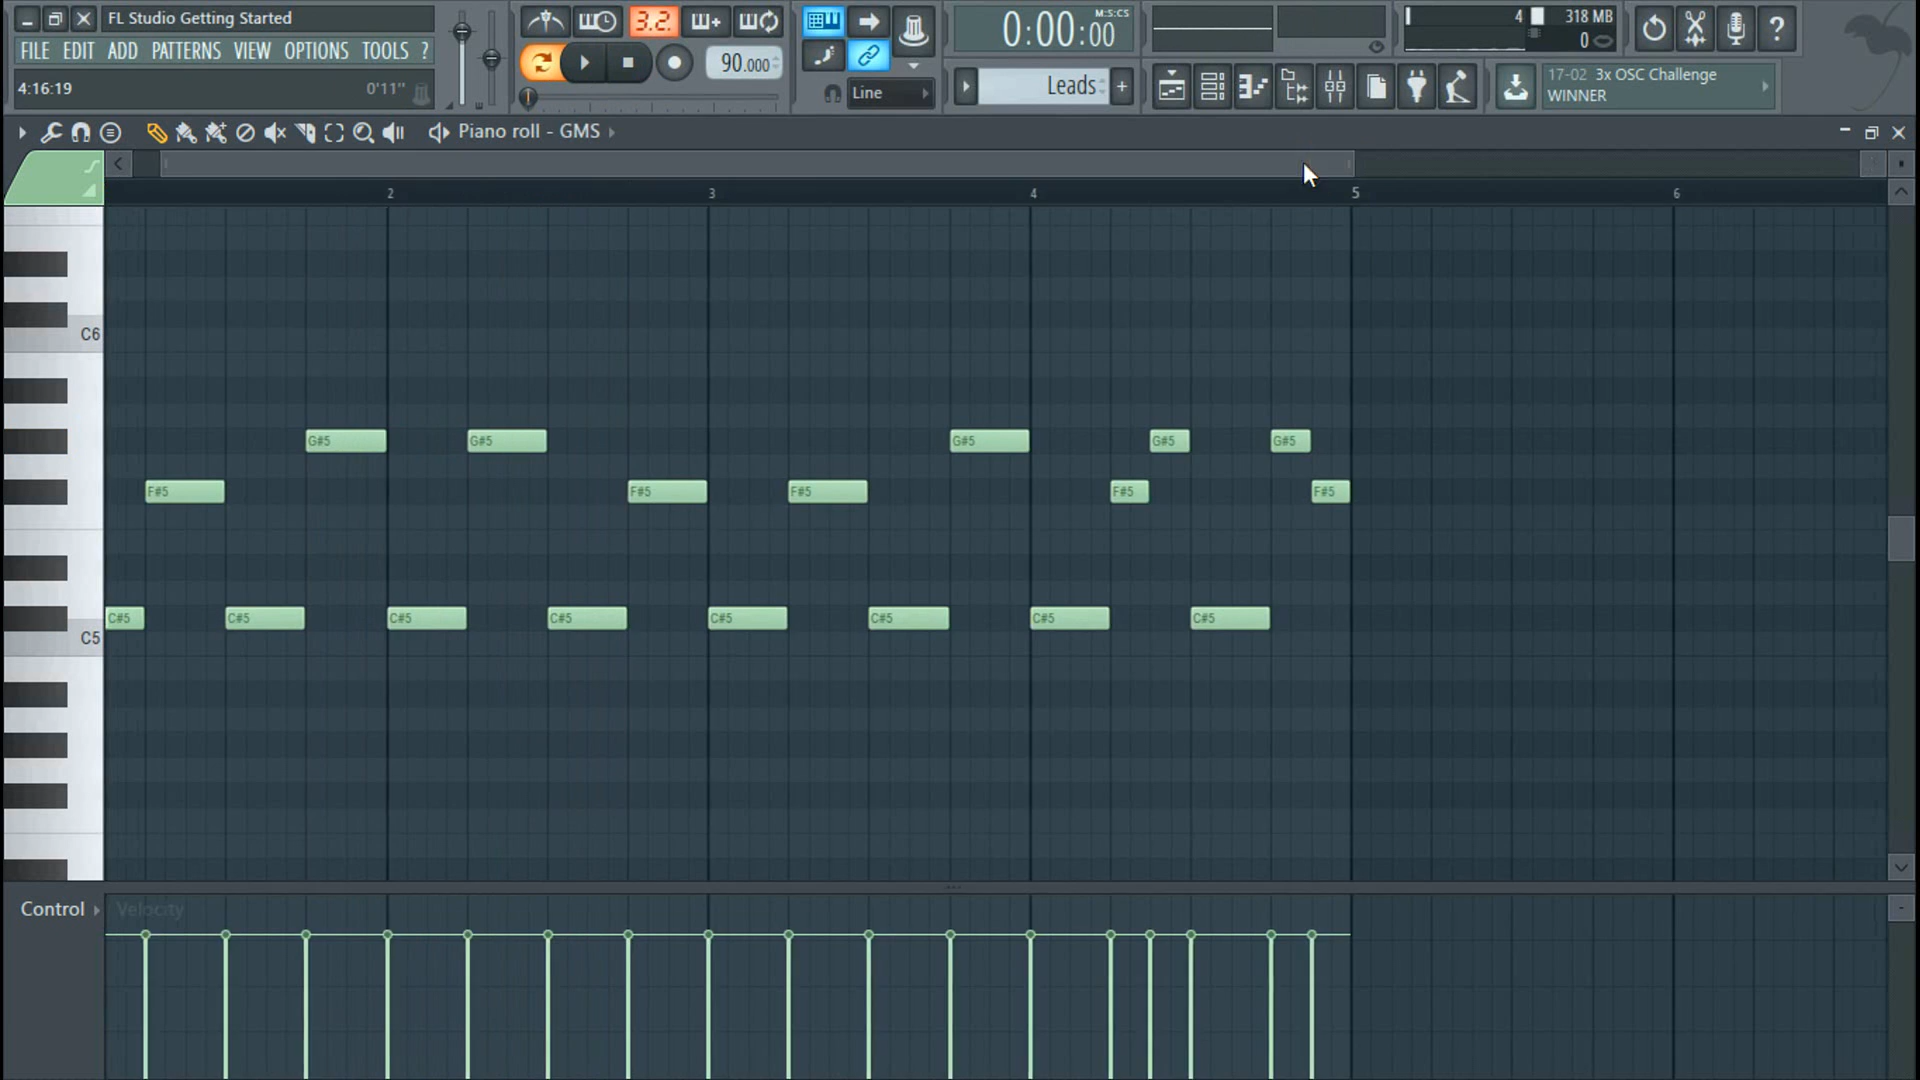 FL Studio Getting Started
FILE EDIT ADD PATTERNS VIEW OPTIONS TOOLS ?
4:16:19 0'11"
3.2.
90.000
Line
M:S:CS
0:00:00
Leads
4 318 MB
0
17-02 3x OSC Challenge
WINNER
Piano roll - GMS
2 3 4 5 6
C6
G#5 G#5 G#5 G#5 G#5
F#5 F#5 F#5 F#5 F#5
C5
C#5 C#5 C#5 C#5 C#5 C#5 C#5 C#5
Control Velocity